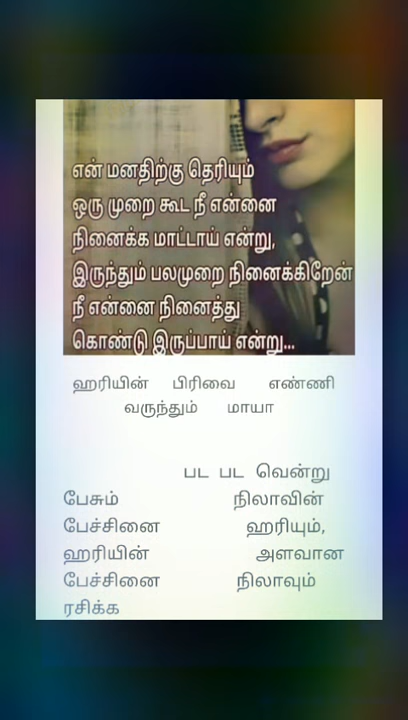 என் மனதிற்கு தெரியும்
ஒரு முறை கூட நீ என்னை
நினைக்க மாட்டாய் என்று,
இருந்தும் பலமுறை நினைக்கிறேன்
நீ என்னை நினைத்து
கொண்டு இருப்பாய் என்று...
ஹரியின் பிரிவை எண்ணி
வருந்தும் மாயா
பட பட வென்று
பேசும் நிலாவின்
பேச்சினை ஹரியும்,
ஹரியின் அளவான
பேச்சினை நிலாவும்
ரசிக்க